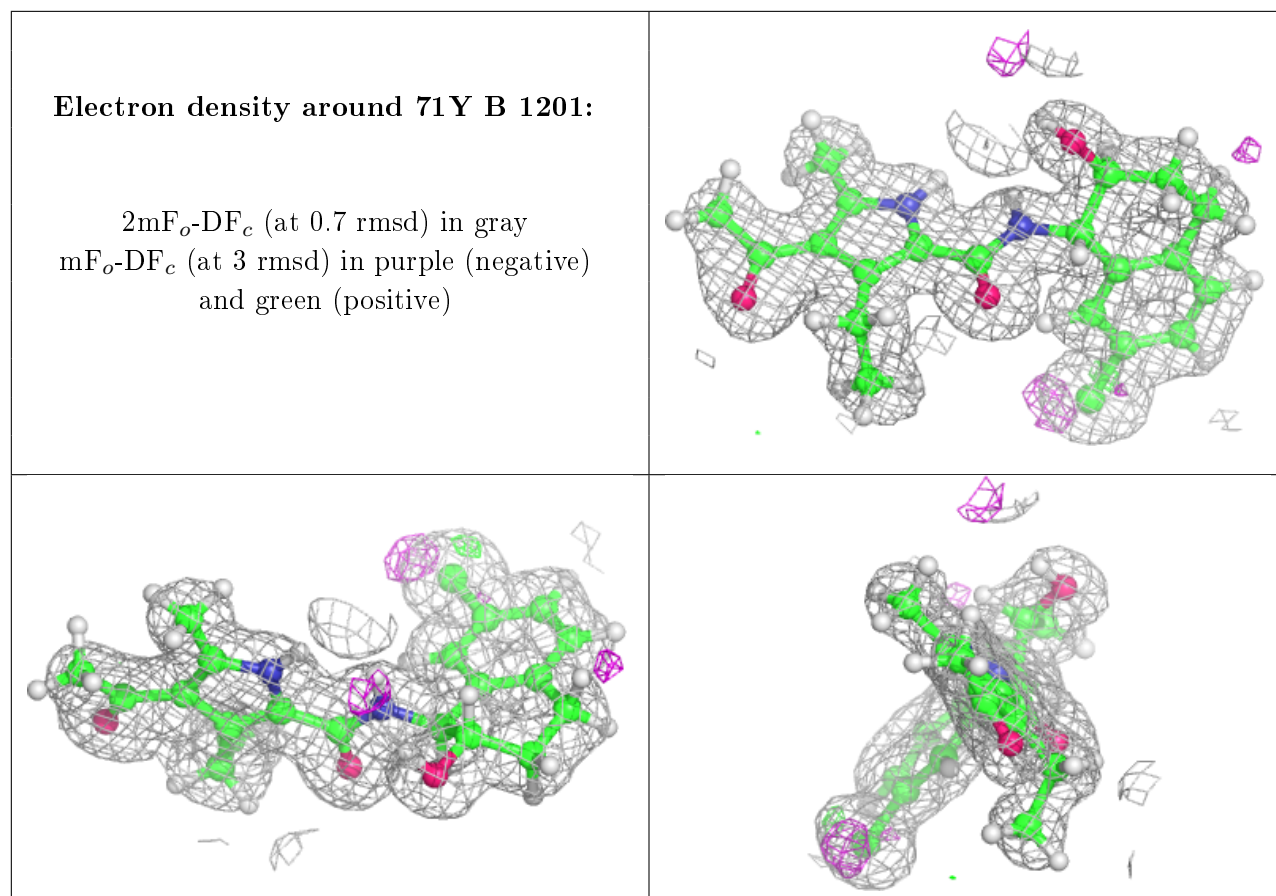 Electron density around 71Y B 1201:
2mFo-DFc (at 0.7 rmsd) in gray
mFo-DFc (at 3 rmsd) in purple (negative)
and green (positive)